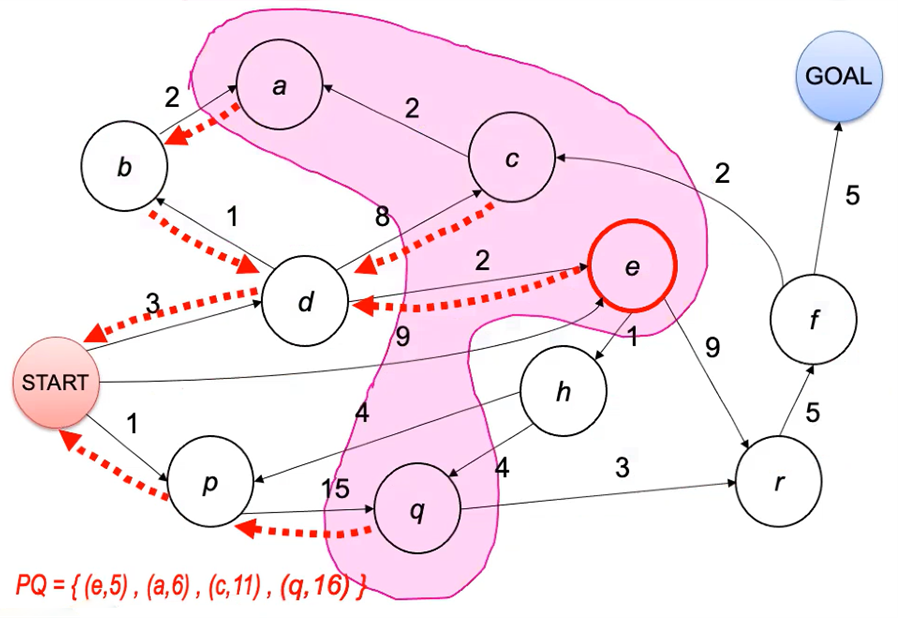 GOAL
a
2
2
c
b
2
5
1
8
2
e
d
3
f
9
1
9
START
h
5
1
4
p
15
4
3
r
q
PQ = { (e,5) , (a,6) , (c,11) , (q,16) }